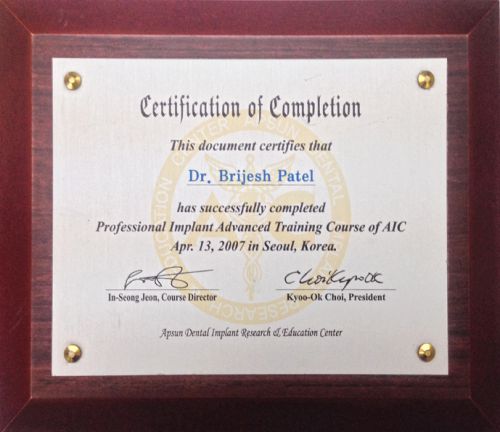 Certification of Completion
This document certifies that
Dr. Brijesh Patel
has successfully completed
Professional Implant Advanced Training Course of AIC
Apr. 13, 2007 in Seoul, Korea.
ChoiKyooOk
In-Seong Jeon, Course Director
Kyoo-Ok Choi, President
Apsun Dental Implant Research & Education Center